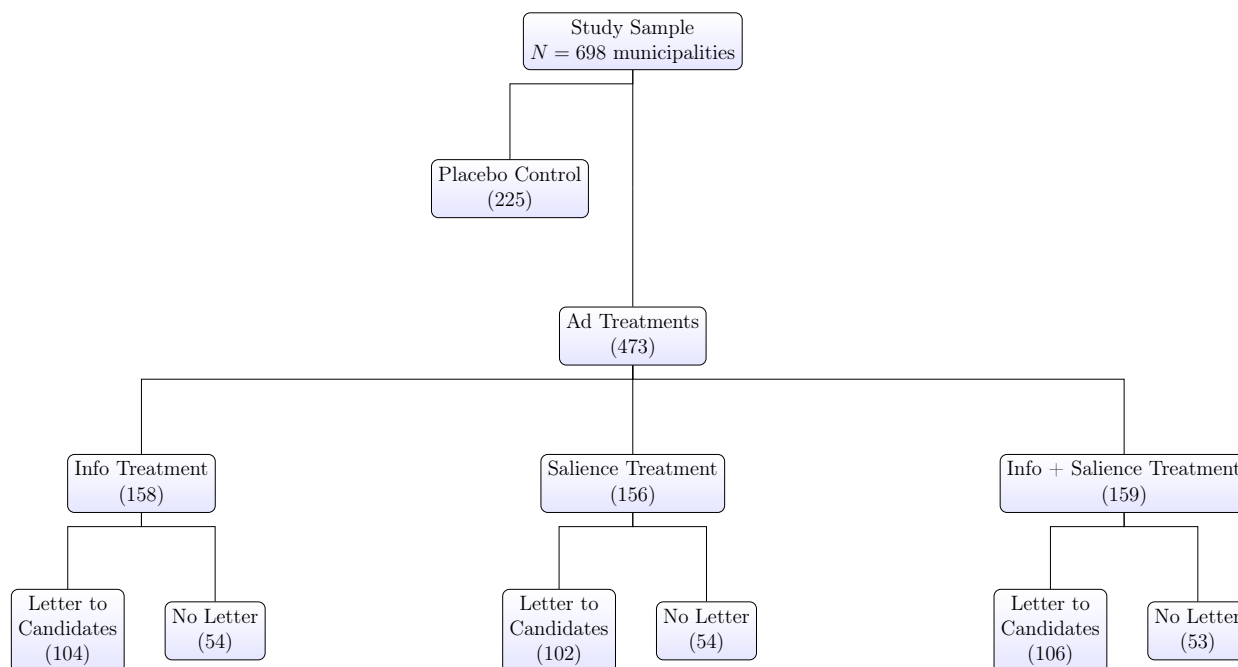 Study Sample
N = 698 municipalities
Placebo Control
(225)
Ad Treatments
(473)
Info Treatment
(158)
Salience Treatment
(156)
Info + Salience Treatment
(159)
Letter to
Candidates
(104)
No Letter
(54)
Letter to
Candidates
(102)
No Letter
(54)
Letter to
Candidates
(106)
No Letter
(53)